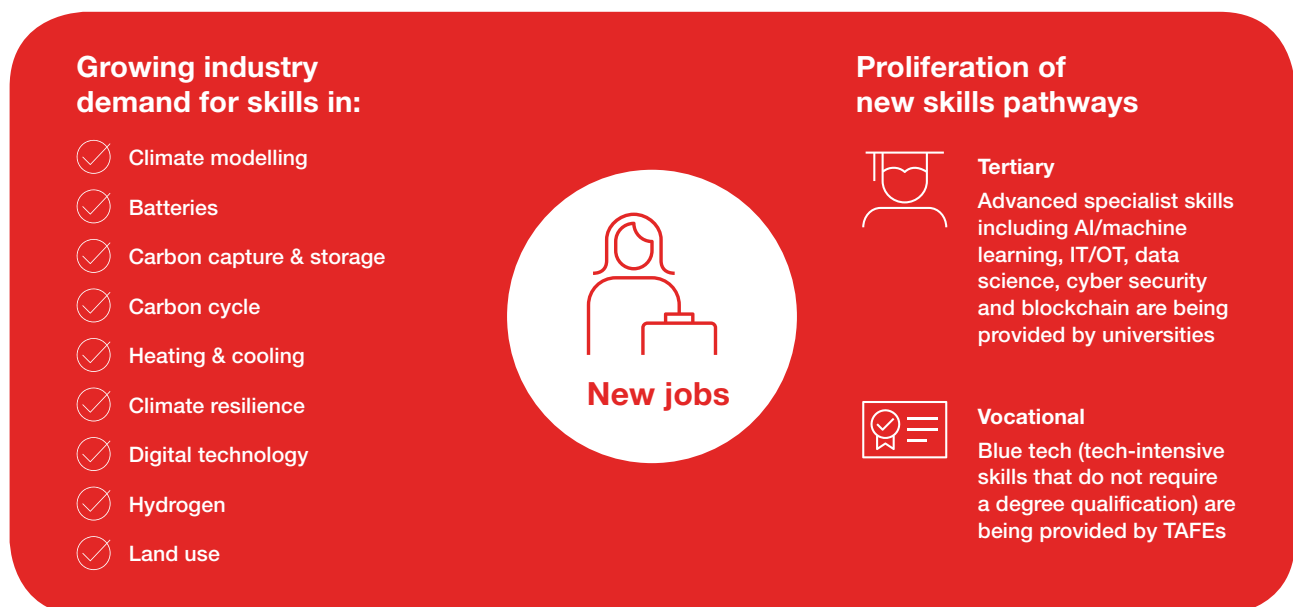 Growing industry
demand for skills in:
Climate modelling
Batteries
Carbon capture & storage
Carbon cycle
Heating & cooling
Climate resilience
Digital technology
Hydrogen
Land use
New jobs
Proliferation of
new skills pathways
Tertiary
Advanced specialist skills
including AI/machine
learning, IT/OT, data
science, cyber security
and blockchain are being
provided by universities
Vocational
Blue tech (tech-intensive
skills that do not require
a degree qualification) are
being provided by TAFEs